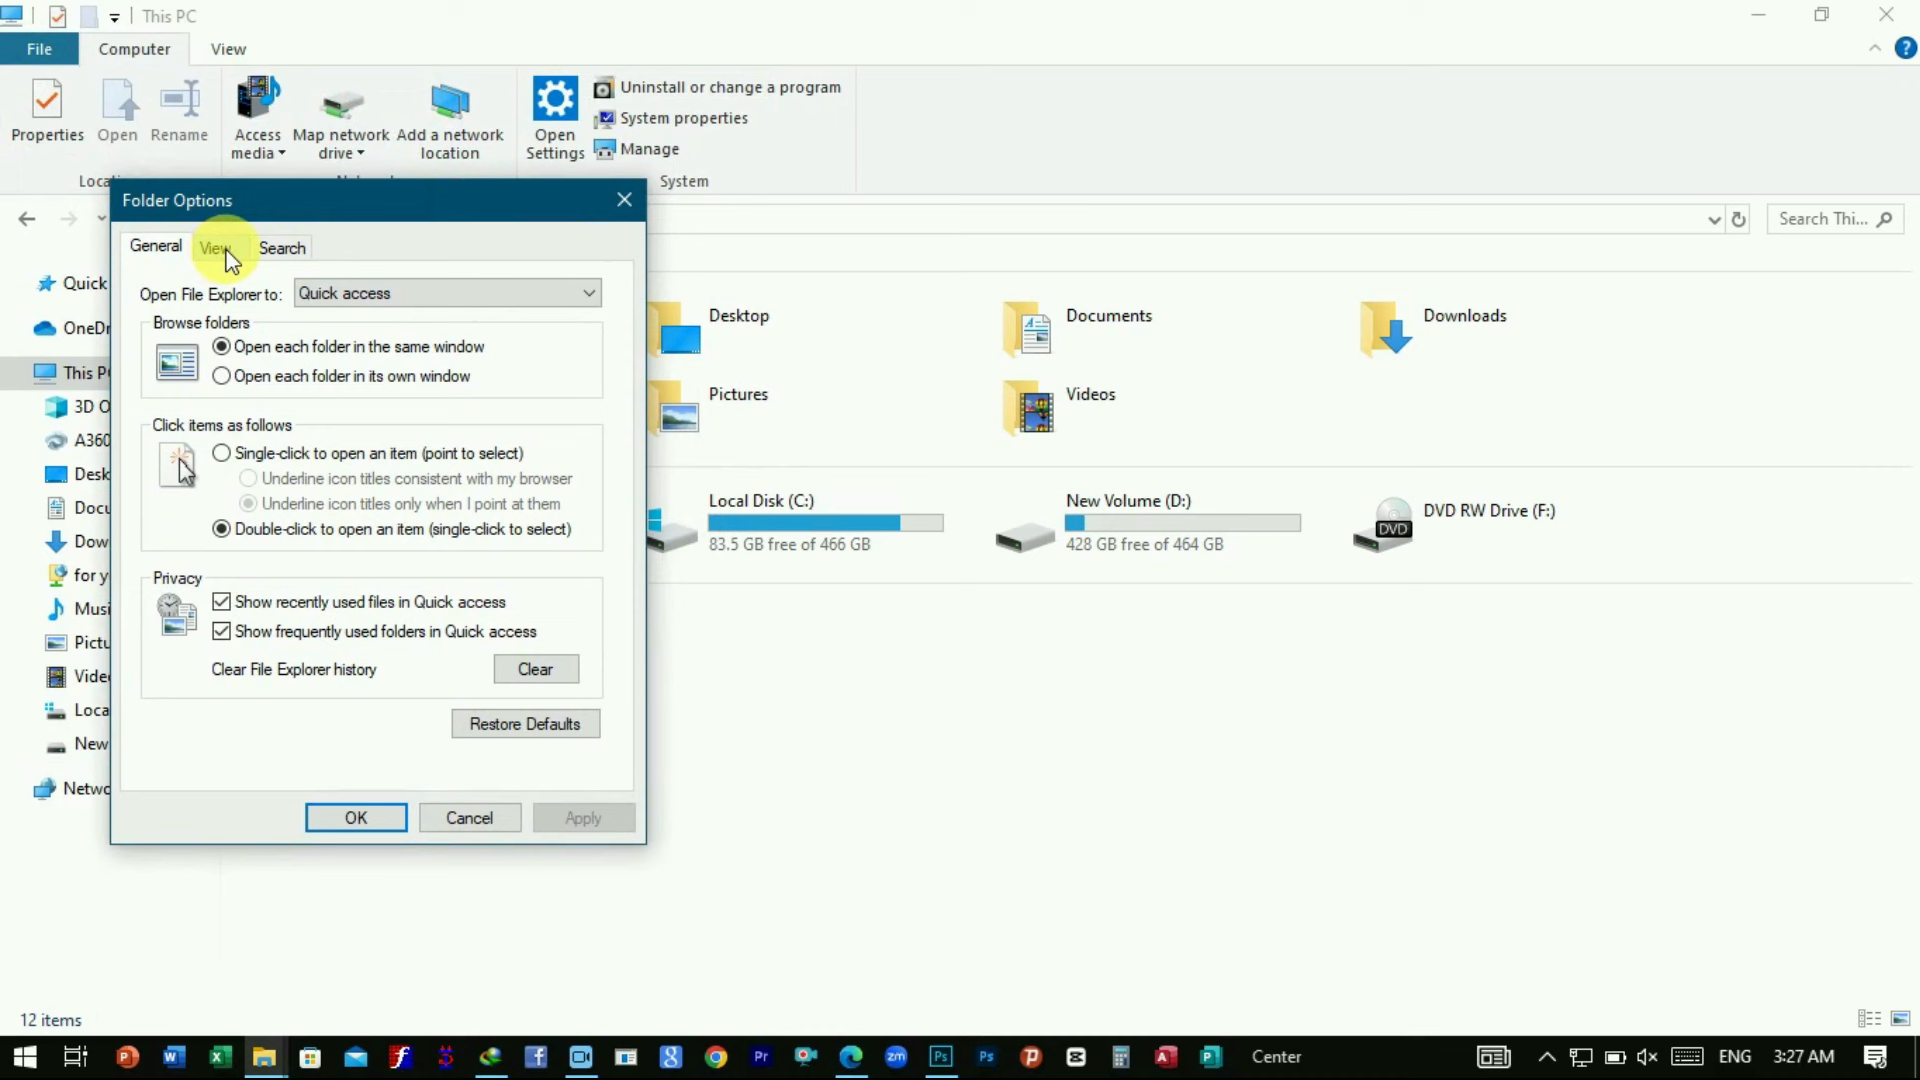 This PC
File
Computer
View
Properties
Open
Rename
Access media
Map network drive
Add a network location
Open Settings
Uninstall or change a program
System properties
Manage
Locati
System
Search Thi...
Folder Options
General
View
Search
Open File Explorer to:
Quick access
Browse folders
Open each folder in the same window
Open each folder in its own window
Click items as follows
Single-click to open an item (point to select)
Underline icon titles consistent with my browser
Underline icon titles only when I point at them
Double-click to open an item (single-click to select)
Privacy
Show recently used files in Quick access
Show frequently used folders in Quick access
Clear File Explorer history
Clear
Restore Defaults
OK
Cancel
Apply
Quick
OneDr
This P
3D O
A360
Desk
Docu
Dow
for y
Musi
Pictu
Vide
Loca
New
Netwo
Desktop
Documents
Downloads
Pictures
Videos
Local Disk (C:)
83.5 GB free of 466 GB
New Volume (D:)
428 GB free of 464 GB
DVD
DVD RW Drive (F:)
12 items
Center
ENG
3:27 AM